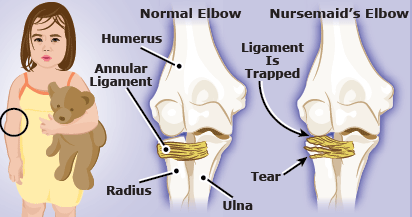 Normal Elbow
Nursemaid's Elbow
Humerus
Annular
Ligament
Radius
Ulna
Ligament
Is
Trapped
Tear